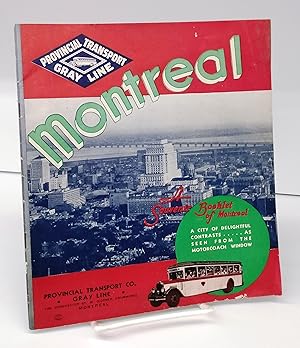 PROVINCIAL TRANSPORT
GRAY LINE
montreal
A
Souvenir Booklet
of Montreal
A CITY OF DELIGHTFUL
CONTRASTS ..... AS
SEEN FROM THE
MOTORCOACH WINDOW
PROVINCIAL TRANSPORT CO.
GRAY LINE
MONTREAL